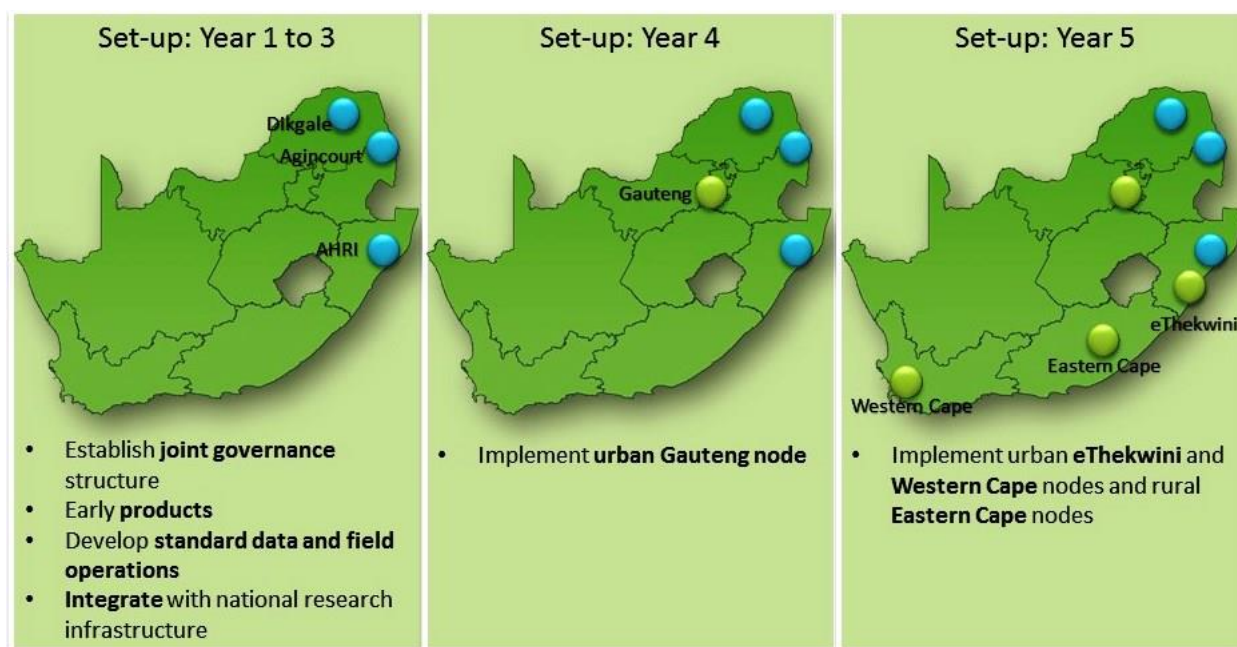 Set-up: Year 1 to 3
Dikgale
Agincourt
AHRI
• Establish joint governance
structure
• Early products
• Develop standard data and field
operations
• Integrate with national research
infrastructure
Set-up: Year 4
Gauteng
• Implement urban Gauteng node
Set-up: Year 5
eThekwini
Eastern Cape
Western Cape
• Implement urban eThekwini and
Western Cape nodes and rural
Eastern Cape nodes